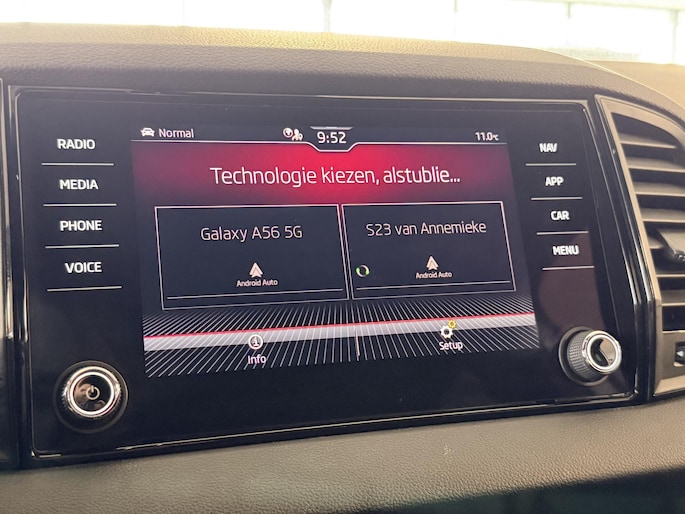 RADIO
MEDIA
PHONE
VOICE
Normal
9:52
11.0°C
Technologie kiezen, alstublie...
Galaxy A56 5G
Android Auto
S23 van Annemieke
Android Auto
Info
Setup
NAV
APP
CAR
MENU